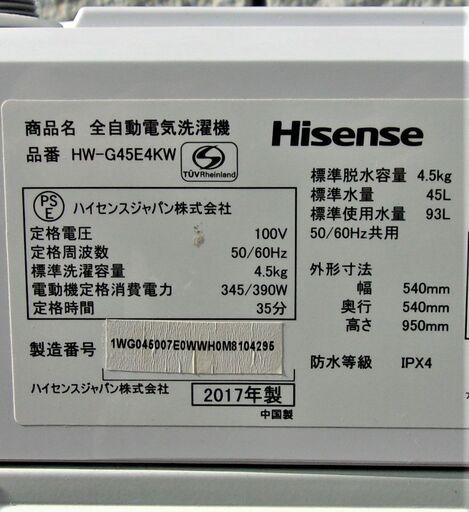 商品名 全自動電気洗濯機
品番 HW-G45E4KW
S
TÜVRheinland
Hisense
PS
E
ハイセンスジャパン株式会社
定格電圧 100V
定格周波数 50/60Hz
標準洗濯容量 4.5kg
電動機定格消費電力 345/390W
定格時間 35分
標準脱水容量 4.5kg
標準水量 45L
標準使用水量 93L
50/60Hz共用
外形寸法
幅 540mm
奥行 540mm
高さ 950mm
防水等級 IPX4
製造番号 1WG045007E0WWH0M8104295
ハイセンスジャパン株式会社
2017年製
中国製